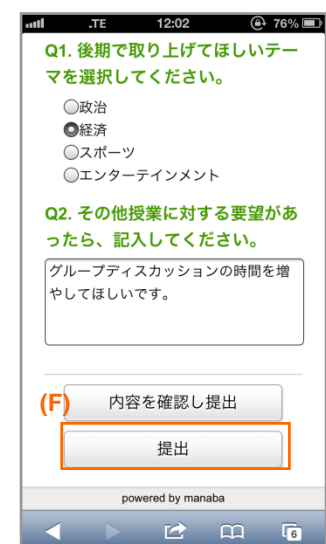 .TE 12:02 76%
Q1. 後期で取り上げてほしいテー
マを選択してください。
政治
経済
スポーツ
エンターテインメント
Q2. その他授業に対する要望があ
ったら、記入してください。
グループディスカッションの時間を増
やしてほしいです。
(F) 内容を確認し提出
提出
powered by manaba
6